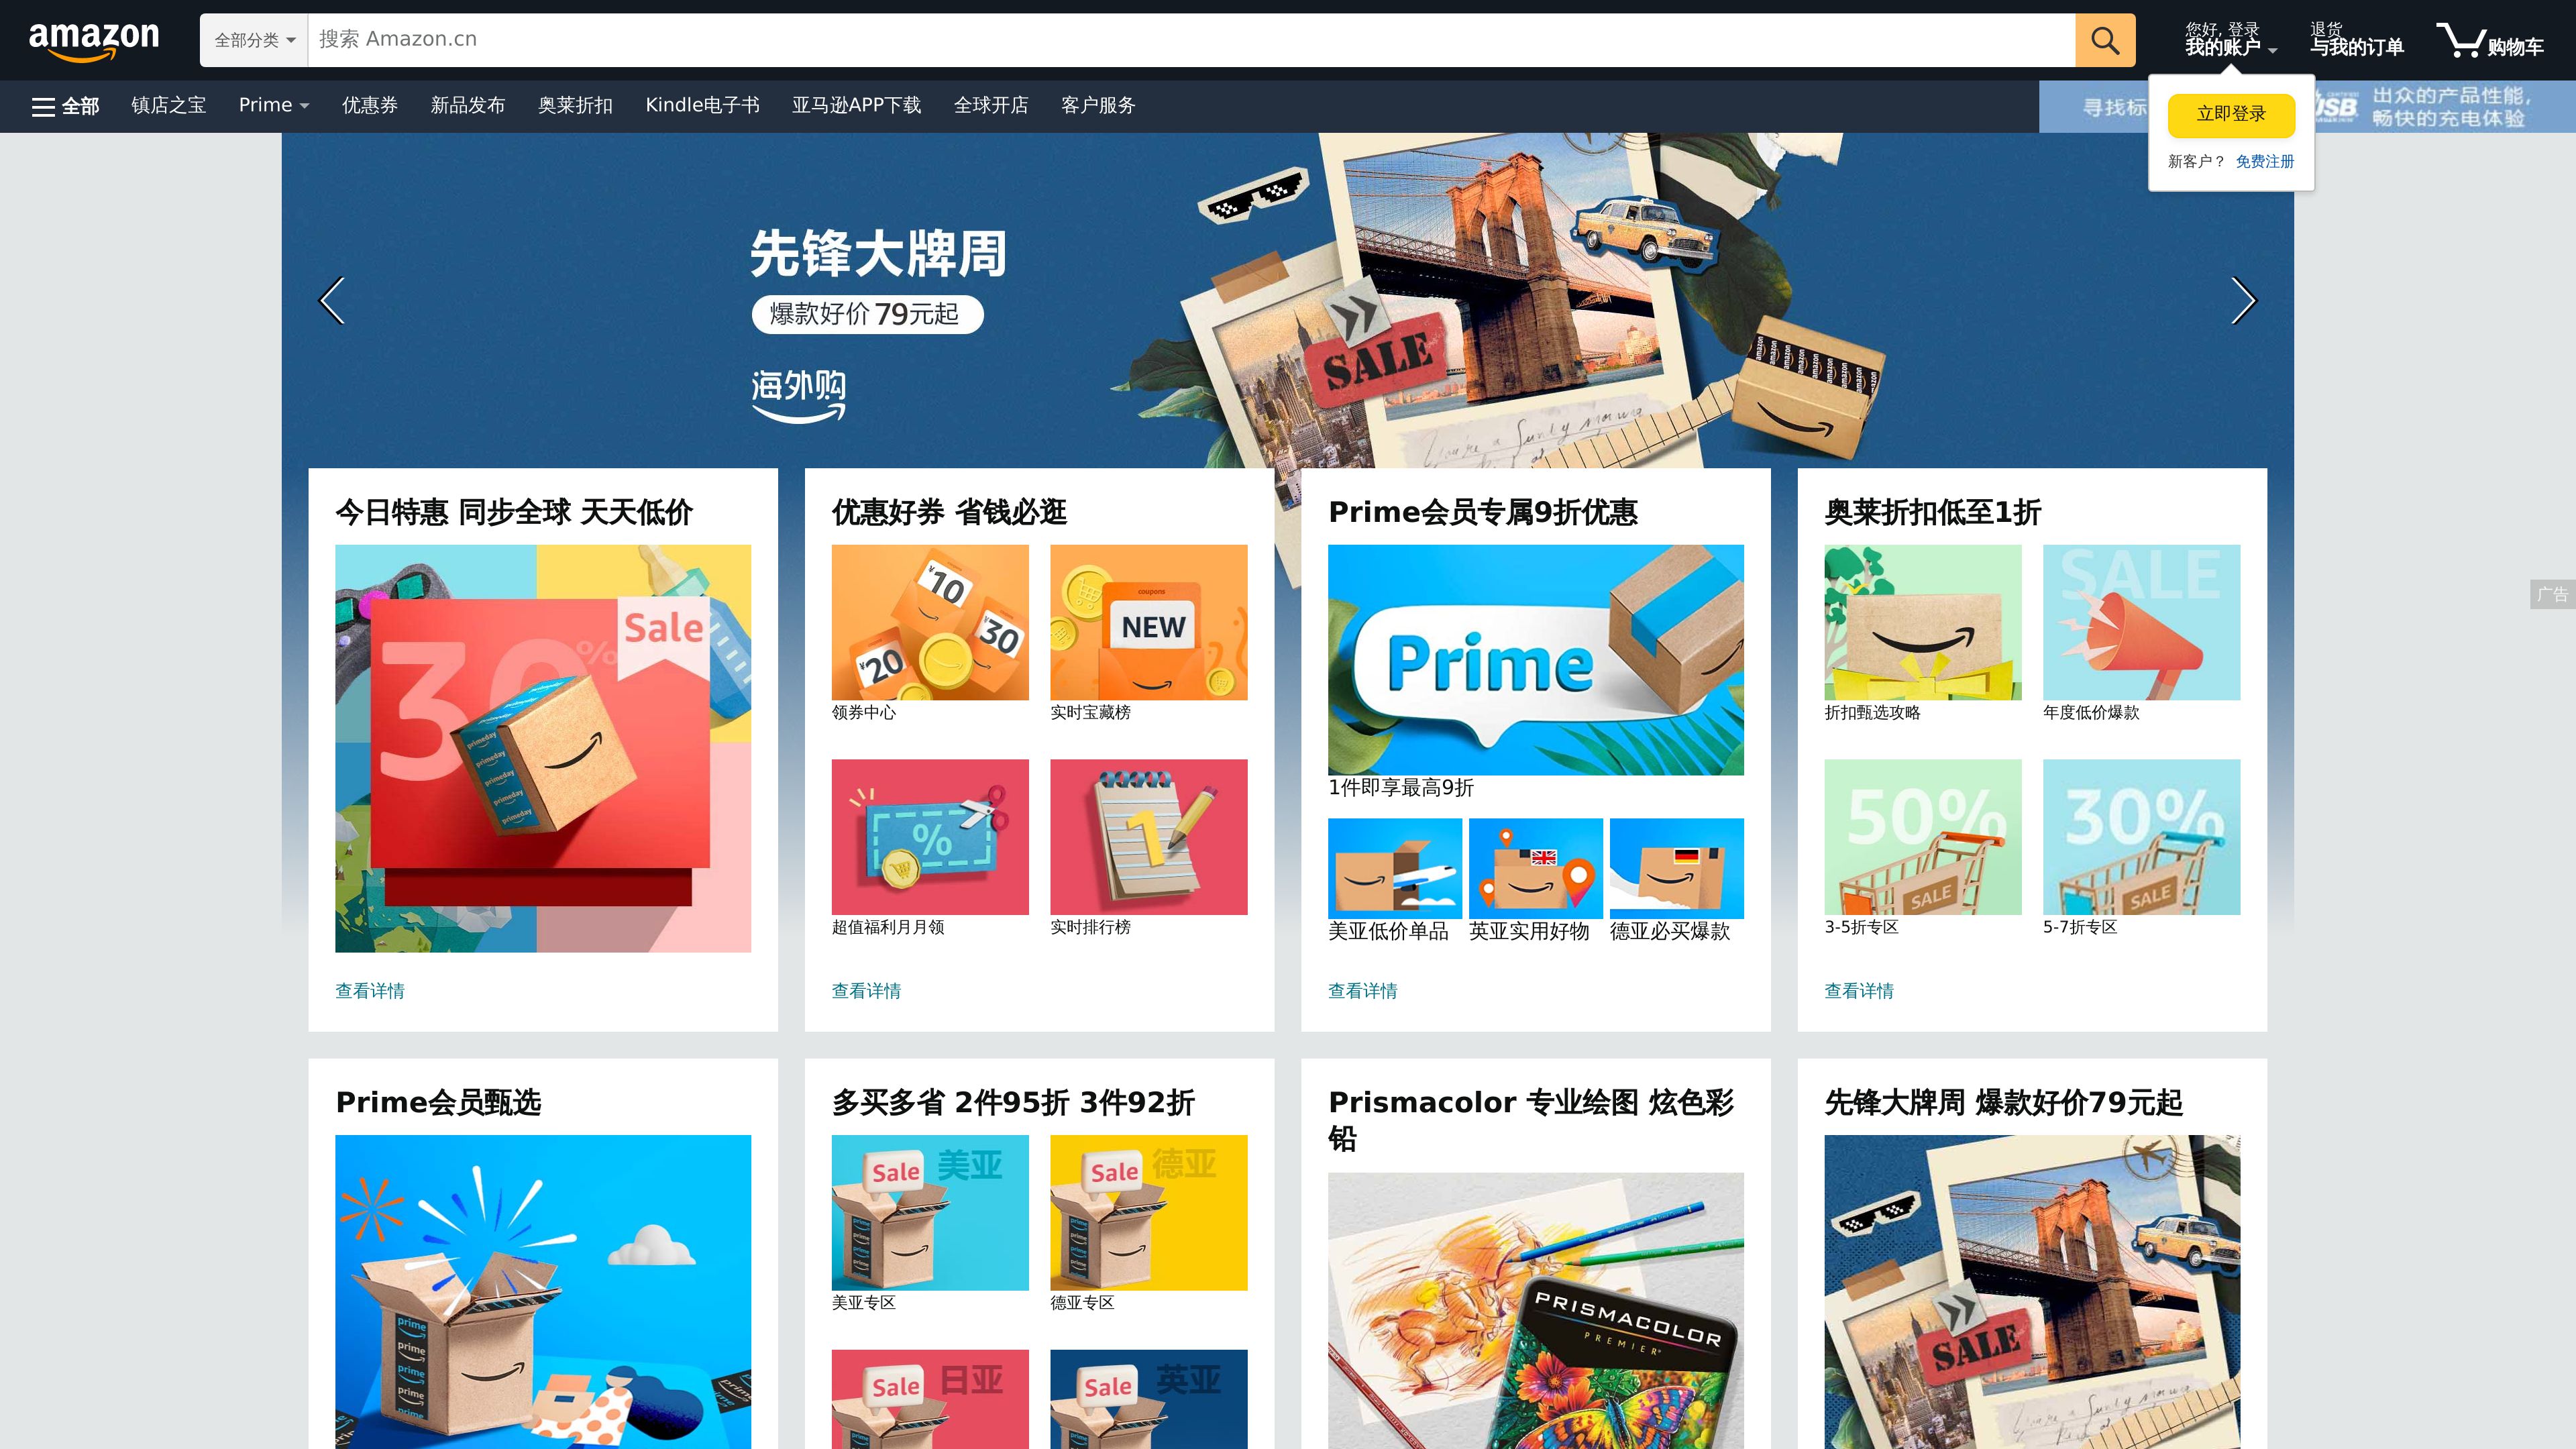 amazon
全部分类
搜索 Amazon.cn
您好, 登录
我的账户
退货
与我的订单
购物车
全部
镇店之宝
Prime
优惠券
新品发布
奥莱折扣
Kindle电子书
亚马逊APP下载
全球开店
客户服务
寻找标
USB
出众的产品性能,
畅快的充电体验
立即登录
新客户？ 免费注册
先锋大牌周
爆款好价 79元起
海外购
SALE
广告
今日特惠 同步全球 天天低价
30%
Sale
primeday
primeday
primeday
primeday
查看详情
优惠好券 省钱必逛
¥10
¥20
¥30
领券中心
coupons
NEW
实时宝藏榜
%
超值福利月月领
1
实时排行榜
查看详情
Prime会员专属9折优惠
Prime
1件即享最高9折
美亚低价单品
英亚实用好物
德亚必买爆款
查看详情
奥莱折扣低至1折
折扣甄选攻略
SALE
年度低价爆款
50%
SALE
3-5折专区
30%
SALE
5-7折专区
查看详情
Prime会员甄选
prime
prime
prime
prime
prime
多买多省 2件95折 3件92折
Sale 美亚
美亚专区
Sale 德亚
德亚专区
Sale 日亚
Sale 英亚
Prismacolor 专业绘图 炫色彩
铅
PRISMACOLOR
PREMIER
先锋大牌周 爆款好价79元起
SALE